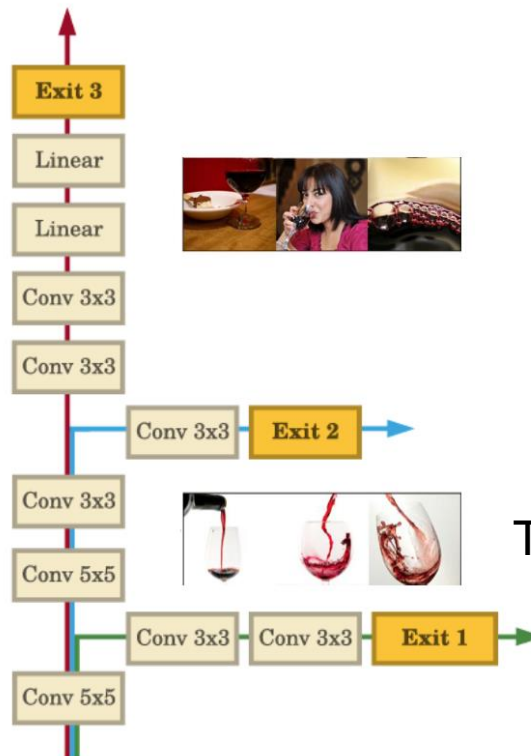 Exit 3
Linear
Linear
Conv 3x3
Conv 3x3
Conv 3x3 Exit 2
Conv 3x3
T
Conv 5x5
Conv 3x3 Conv 3x3 Exit 1
Conv 5x5